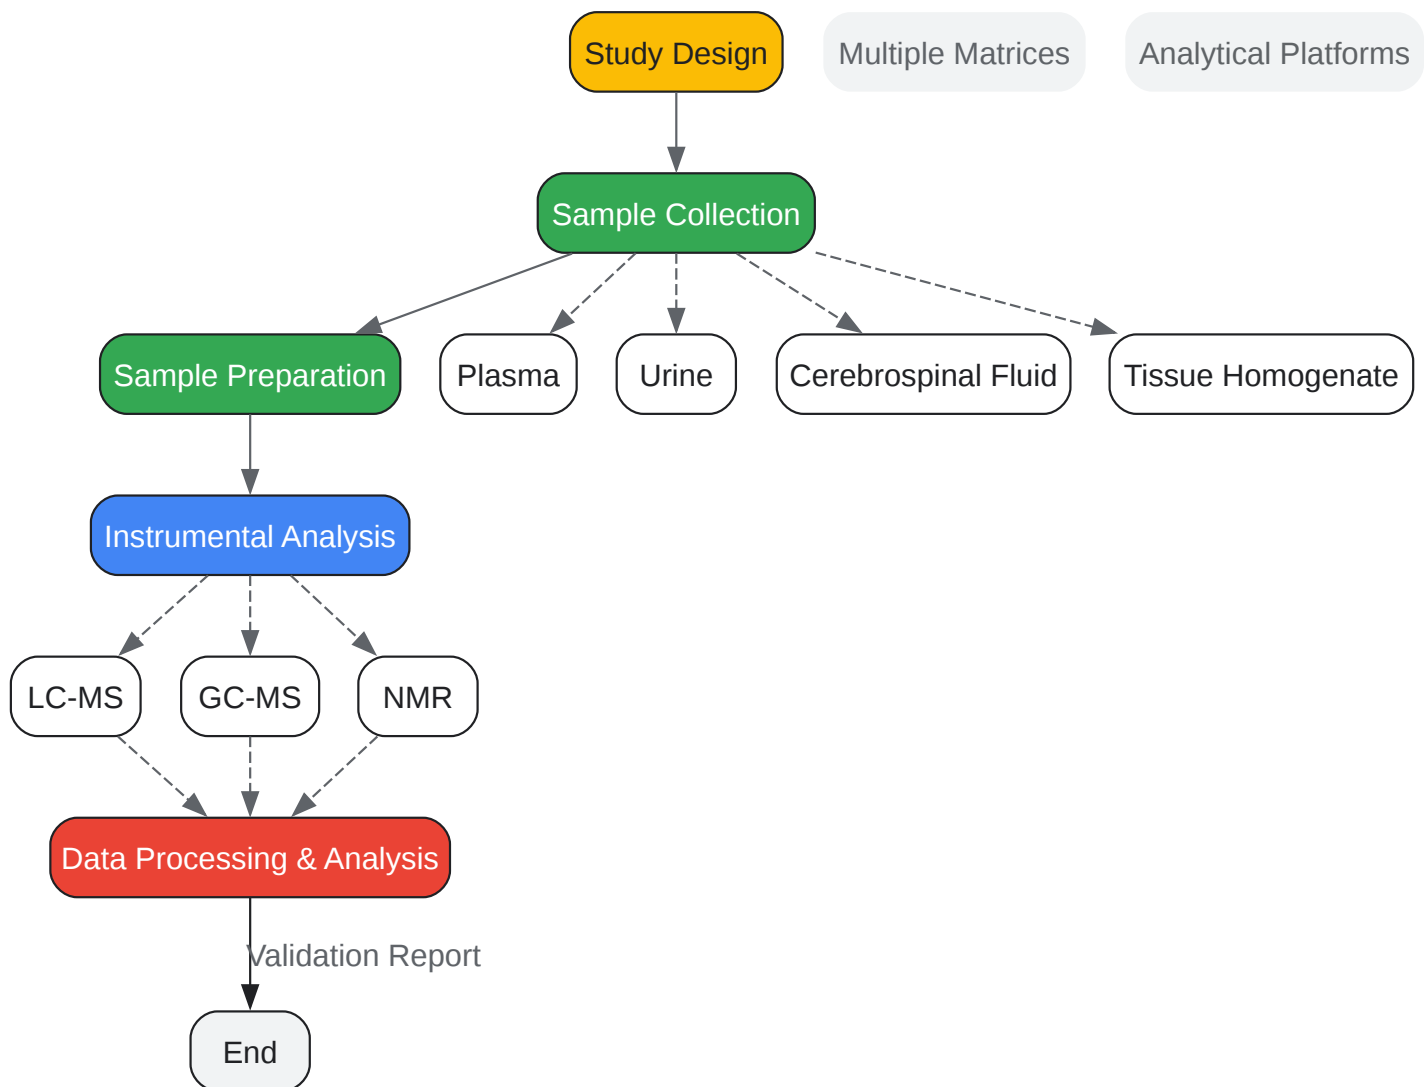 Study Design
Multiple Matrices
Analytical Platforms
Sample Collection
Sample Preparation
Plasma
Urine
Cerebrospinal Fluid
Tissue Homogenate
Instrumental Analysis
LC-MS
GC-MS
NMR
Data Processing & Analysis
Validation Report
End